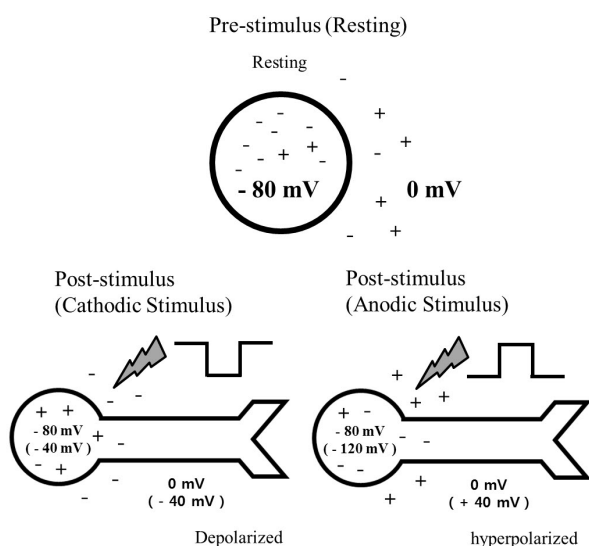 Pre-stimulus (Resting)
Resting
- 80 mV
0 mV
Post-stimulus
(Cathodic Stimulus)
- 80 mV
( - 40 mV)
0 mV
( - 40 mV)
Depolarized
Post-stimulus
(Anodic Stimulus)
- 80 mV
( - 120 mV)
0 mV
( + 40 mV)
hyperpolarized